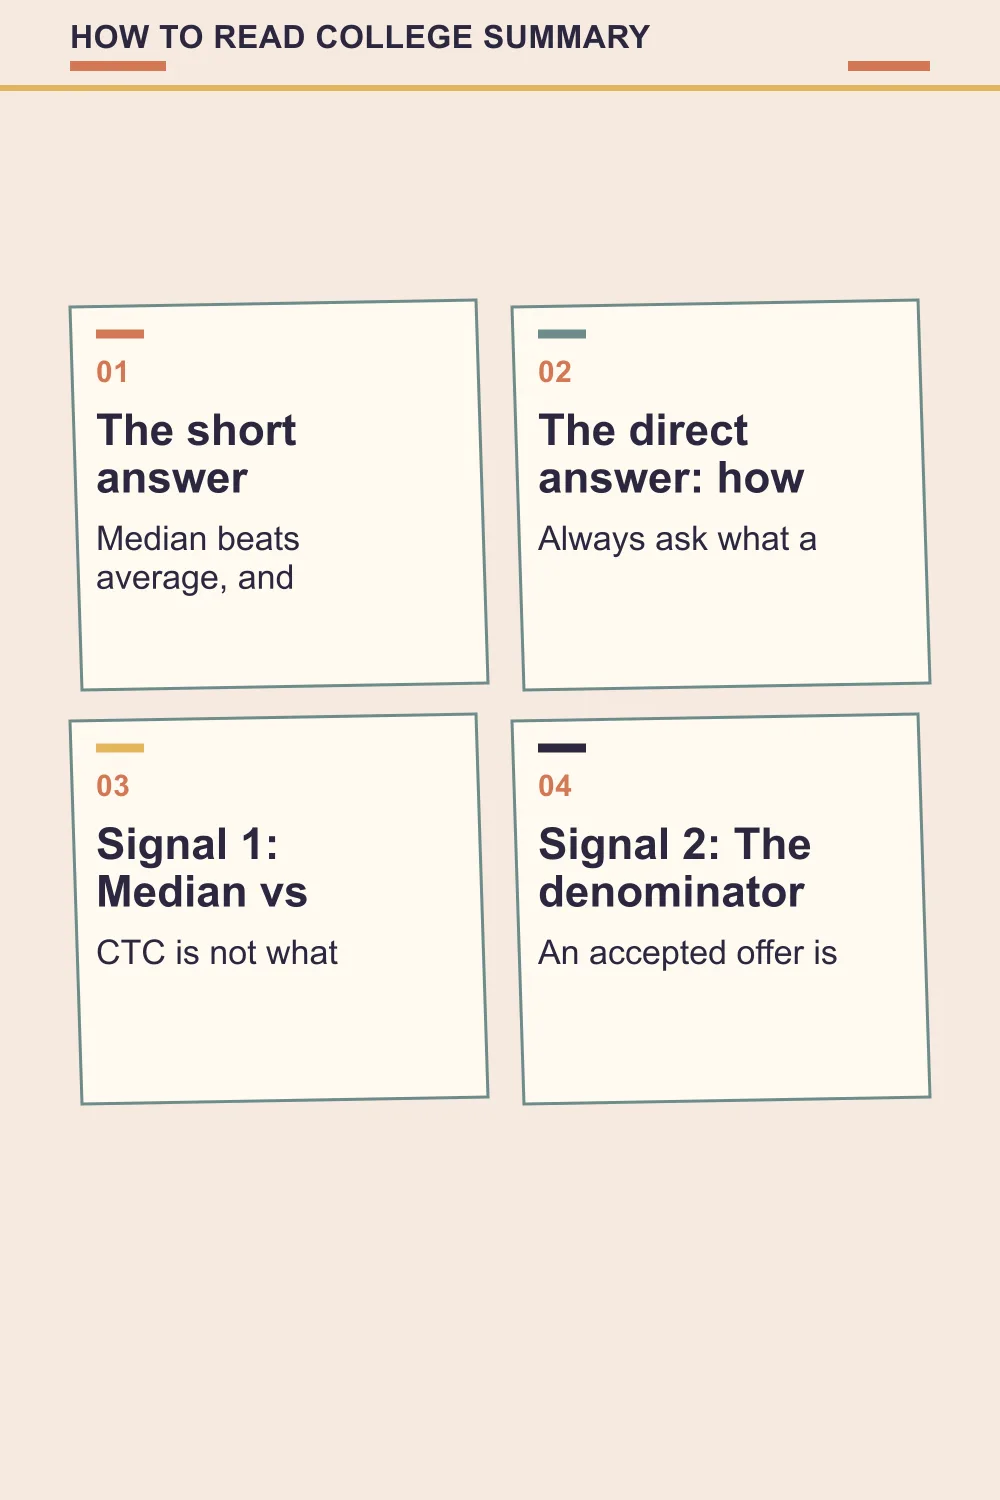 HOW TO READ COLLEGE SUMMARY
01
The short
answer
Median beats
average, and
02
The direct
answer: how
Always ask what a
03
Signal 1:
Median vs
CTC is not what
04
Signal 2: The
denominator
An accepted offer is